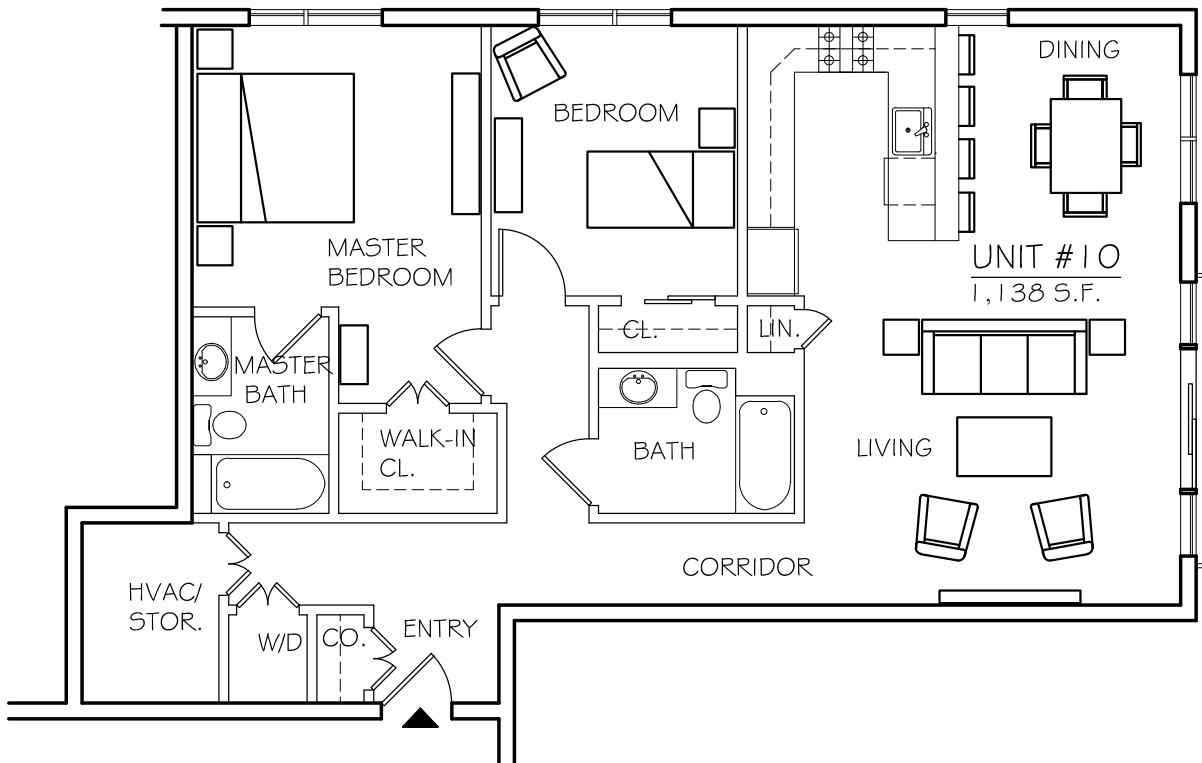 DINING
BEDROOM
MASTER
BEDROOM
UNIT #10
1,138 S.F.
CL.
LIN.
MASTER
BATH
WALK-IN
CL.
BATH
LIVING
CORRIDOR
HVAC/
STOR.
W/D
CO.
ENTRY